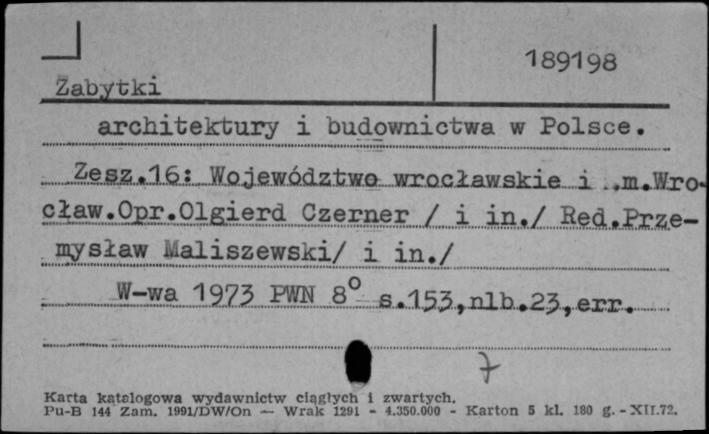 189198
Zabytki
architektury i budownictwa w Polsce.
Zesz.16: Województwo wrocławskie i .,m.Wro-
cław.Opr.Olgierd Czerner / i in./ Red.Prze-
mysław Maliszewski/ i in./
W-wa 1973 PWN 8° s.153,nlb.23,err.
7
Karta katalogowa wydawnictw ciągłych i zwartych.
Pu-B 144 Zam. 1991/DW/On — Wrak 1291 - 4.350.000 - Karton 5 kl. 180 g. - XII.72.